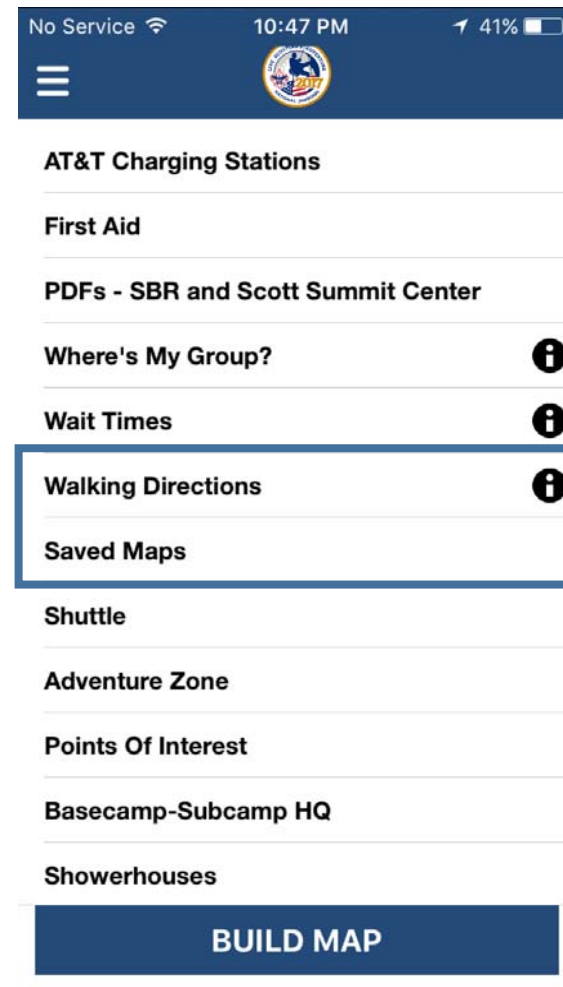 No Service 10:47 PM 41%
2017
AT&T Charging Stations
First Aid
PDFs - SBR and Scott Summit Center
Where's My Group?
Wait Times
Walking Directions
Saved Maps
Shuttle
Adventure Zone
Points Of Interest
Basecamp-Subcamp HQ
Showerhouses
BUILD MAP